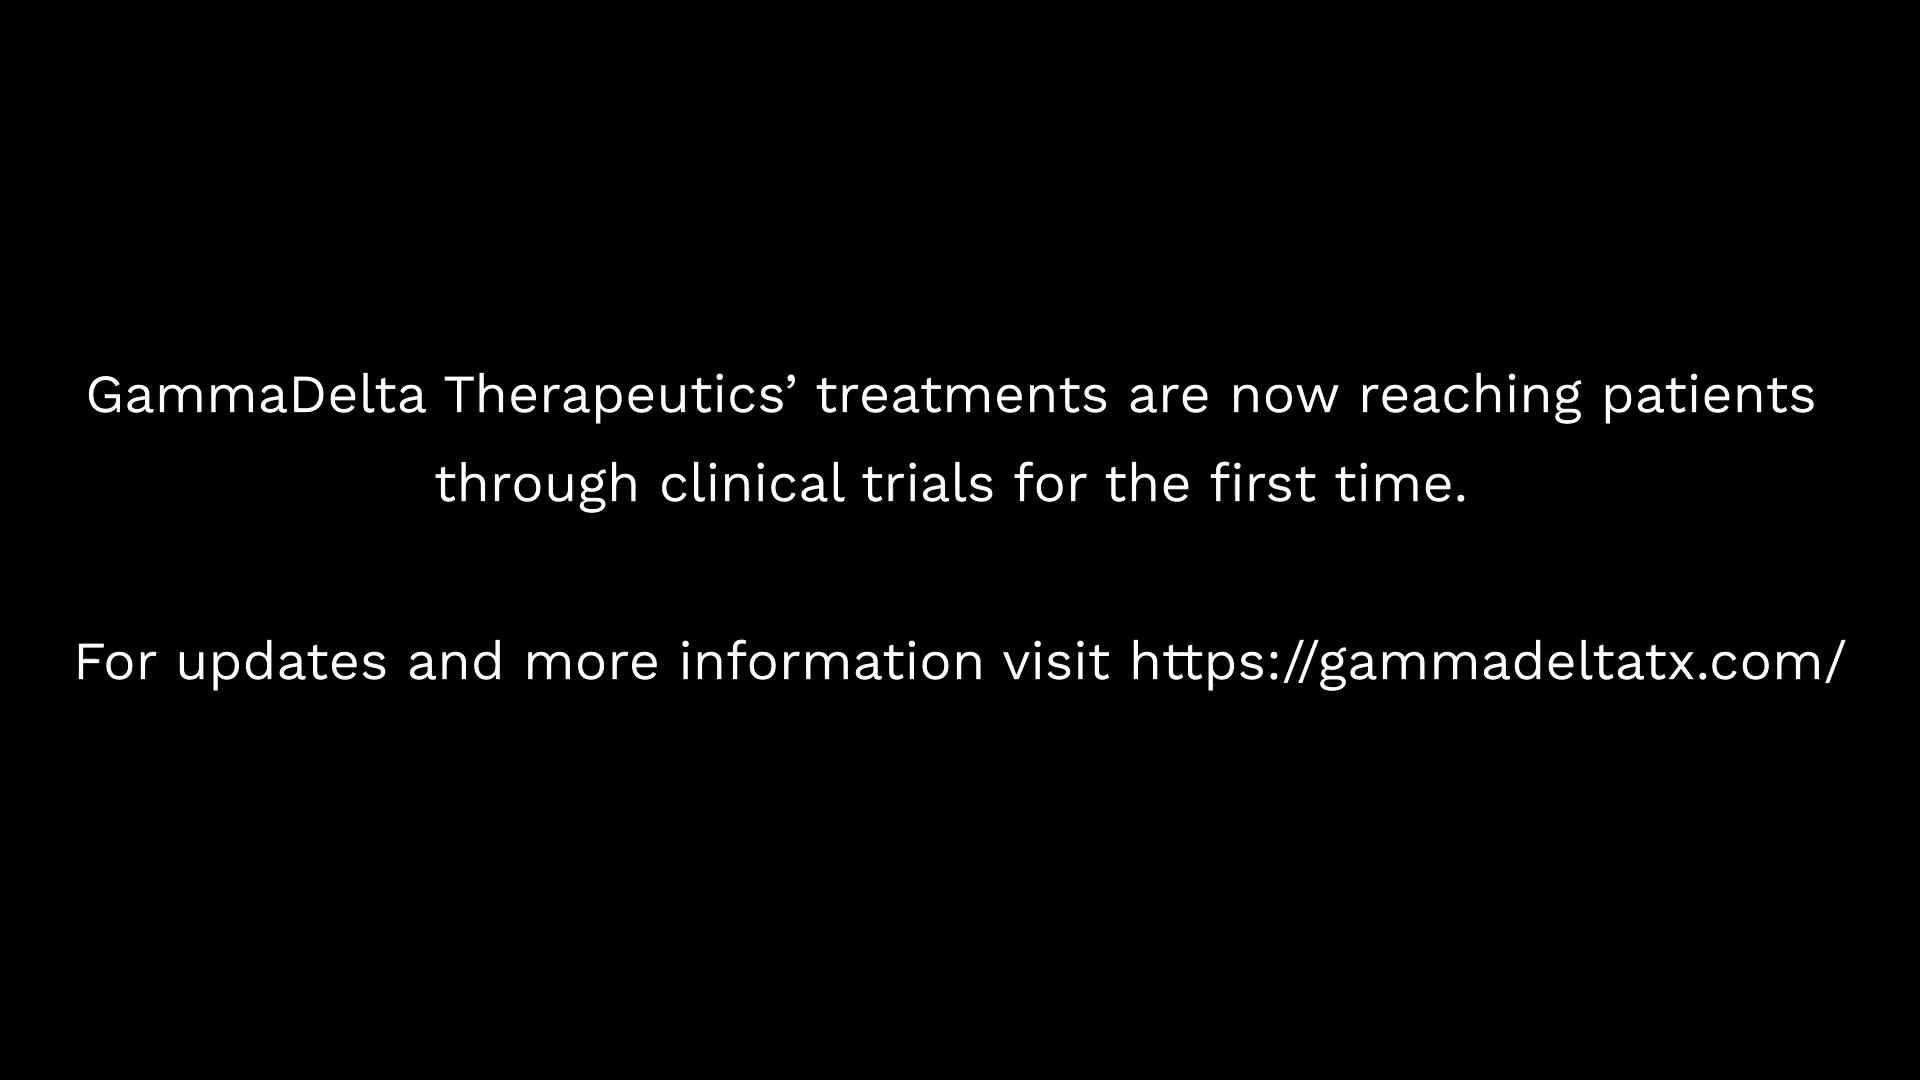 GammaDelta Therapeutics’ treatments are now reaching patients
through clinical trials for the first time.
For updates and more information visit https://gammadeltatx.com/